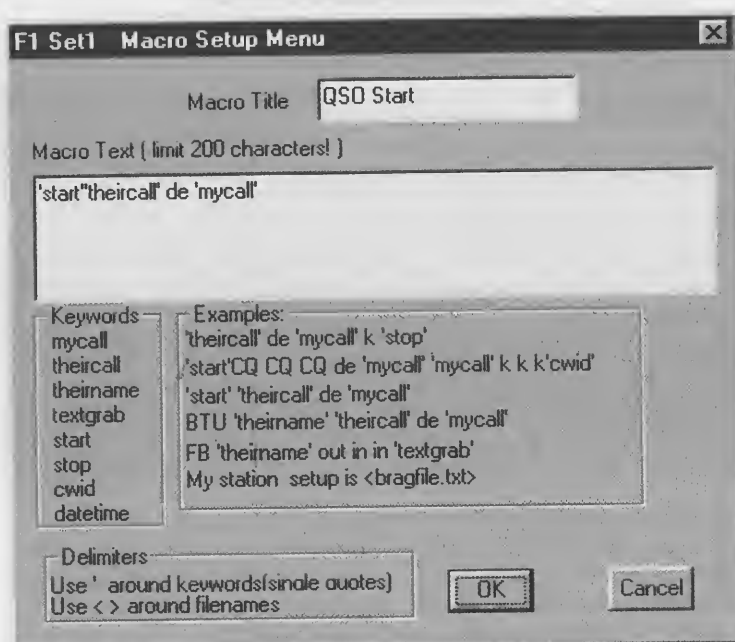 F1 Set1 Macro Setup Menu
Macro Title QSO Start
Macro Text ( limit 200 characters! )
'start''theircall' de 'mycall'
Keywords
mycall
theircall
theirname
textgrab
start
stop
cwid
datetime
Examples:
'theircall' de 'mycall' k 'stop'
'start'CQ CQ CQ de 'mycall' 'mycall' k k k'cwid'
'start' 'theircall' de 'mycall'
BTU 'theirname' 'theircall' de 'mycall'
FB 'theirname' out in in 'textgrab'
My station setup is <bragfile.txt>
Delimiters
Use ' around keywords(single quotes)
Use < > around filenames
OK
Cancel